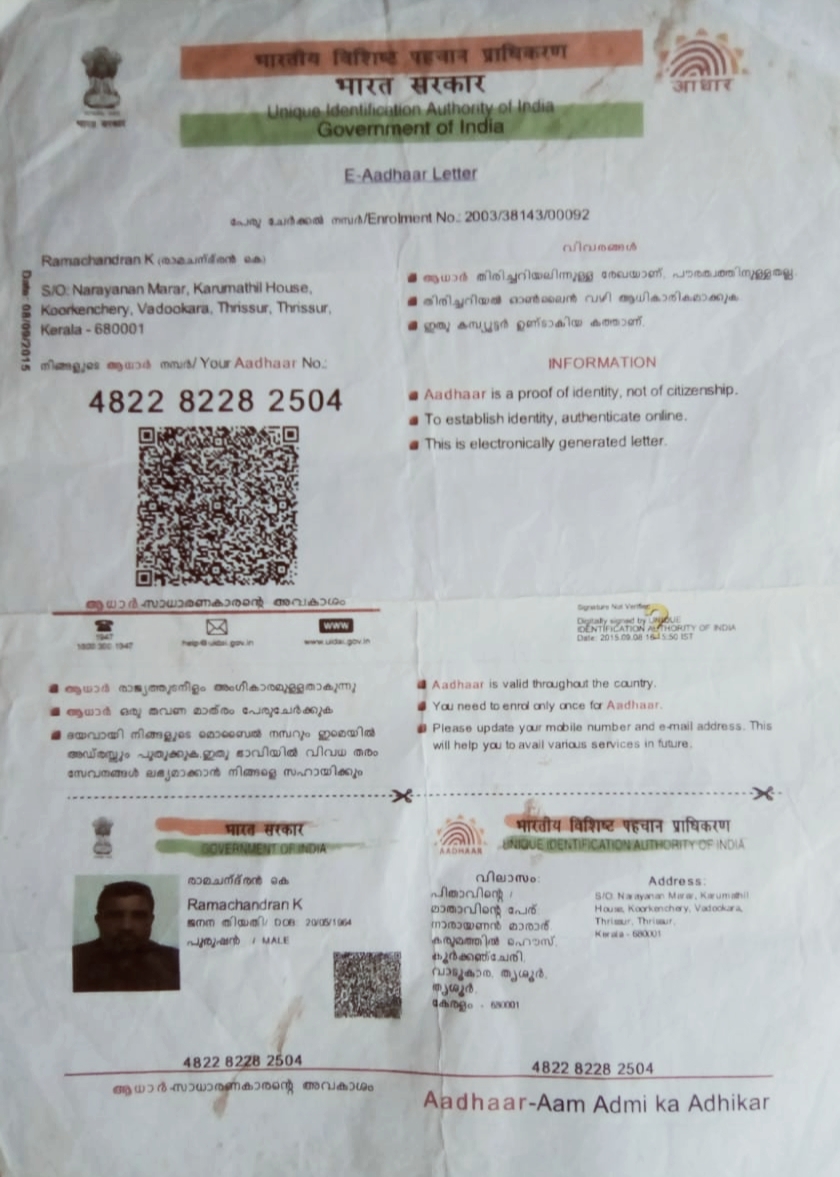 भारतीय विशिष्ट पहचान प्राधिकरण
भारत सरकार
Unique Identification Authority of India
Government of India
भारत सरकार
आधार
E-Aadhaar Letter
പേരു ചേർക്കൽ നമ്പർ/Enrolment No.: 2003/38143/00092
Date: 08/09/2015
Ramachandran K (രാമചന്ദ്രൻ കെ)
S/O: Narayanan Marar, Karumathil House,
Koorkenchery, Vadookara, Thrissur, Thrissur,
Kerala - 680001
നിങ്ങളുടെ ആധാർ നമ്പർ/ Your Aadhaar No.:
4822 8228 2504
വിവരങ്ങൾ
ആധാർ തിരിച്ചറിയലിന്നുള്ള രേഖയാണ്, പൗരത്വത്തിനുള്ളതല്ല.
തിരിച്ചറിയൽ ഓൺലൈൻ വഴി ആധികാരികമാക്കുക
ഇതു കമ്പ്യൂട്ടർ ഉണ്ടാകിയ കത്താണ്.
INFORMATION
Aadhaar is a proof of identity, not of citizenship.
To establish identity, authenticate online.
This is electronically generated letter.
ആധാർ-സാധാരണകാരന്റെ അവകാശം
1947
1800 300 1947
help@uidai.gov.in
WWW
www.uidai.gov.in
Signature Not Verified
Digitally signed by UNIQUE
IDENTIFICATION AUTHORITY OF INDIA
Date: 2015.09.08 16:15:50 IST
ആധാർ രാജ്യത്തുടനീളം അംഗികാരമുള്ളതാകുന്നു
ആധാർ ഒരു തവണ മാത്രം പേരുചേർക്കുക
ദയവായി നിങ്ങളുടെ മൊബൈൽ നമ്പറും ഇമെയിൽ
അഡ്രസ്സും പുതുക്കുക,ഇതു ഭാവിയിൽ വിവധ തരം
സേവനങ്ങൾ ലഭ്യമാക്കാൻ നിങ്ങളെ സഹായിക്കും
Aadhaar is valid throughout the country.
You need to enrol only once for Aadhaar.
Please update your mobile number and e-mail address. This
will help you to avail various services in future.
भारत सरकार
GOVERNMENT OF INDIA
രാമചന്ദ്രൻ കെ
Ramachandran K
ജനന തിയതി/ DOB: 20/05/1964
പുരുഷൻ / MALE
4822 8228 2504
ആധാർ-സാധാരണകാരന്റെ അവകാശം
भारतीय विशिष्ट पहचान प्राधिकरण
UNIQUE IDENTIFICATION AUTHORITY OF INDIA
AADHAAR
വിലാസം:
പിതാവിന്റെ /
മാതാവിന്റെ പേര്:
നാരായണൻ മാരാർ,
കരുമത്തിൽ ഹൌസ്,
കൂർക്കഞ്ചേരി,
വാടൂകാര, തൃശൂർ,
തൃശ്ശൂർ,
കേരളം - 680001
Address:
S/O: Narayanan Marar, Karumathil
House, Koorkenchery, Vadookara,
Thrissur, Thrissur,
Kerala - 680001
4822 8228 2504
Aadhaar-Aam Admi ka Adhikar